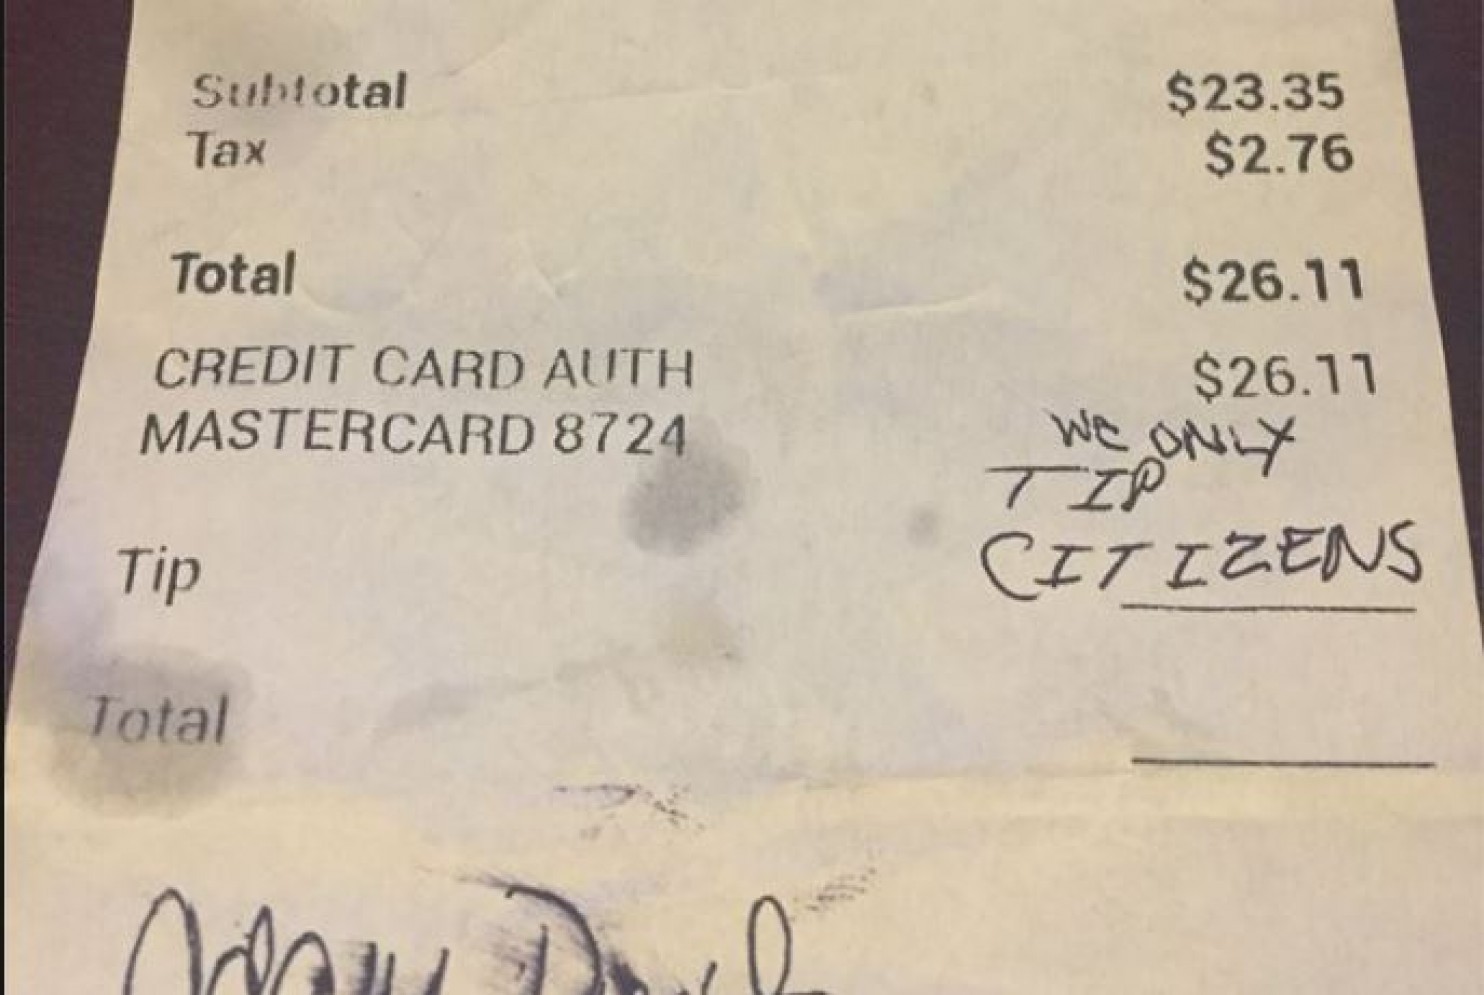 Subtotal $23.35
Tax $2.76
Total $26.11
CREDIT CARD AUTH $26.11
MASTERCARD 8724
WE ONLY
TIP
CITIZENS
Tip
Total